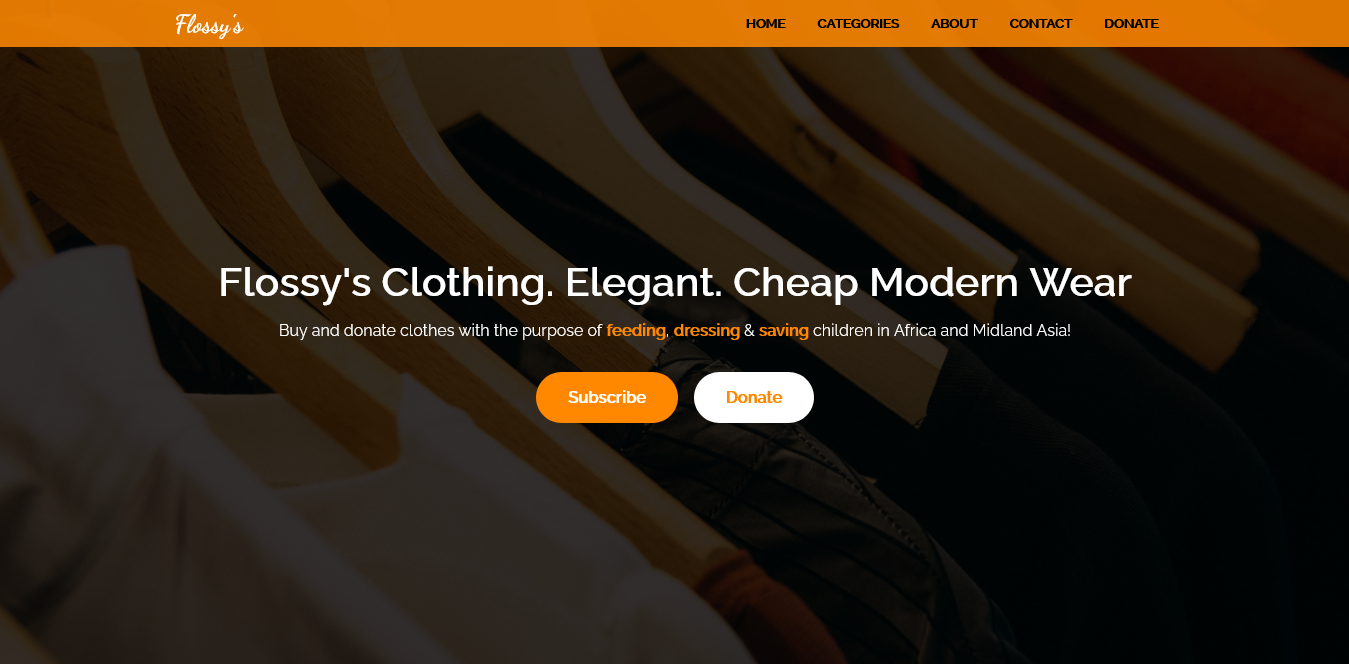 Flossy's HOME CATEGORIES ABOUT CONTACT DONATE
Flossy's Clothing. Elegant. Cheap Modern Wear
Buy and donate clothes with the purpose of feeding, dressing & saving children in Africa and Midland Asia!
Subscribe Donate